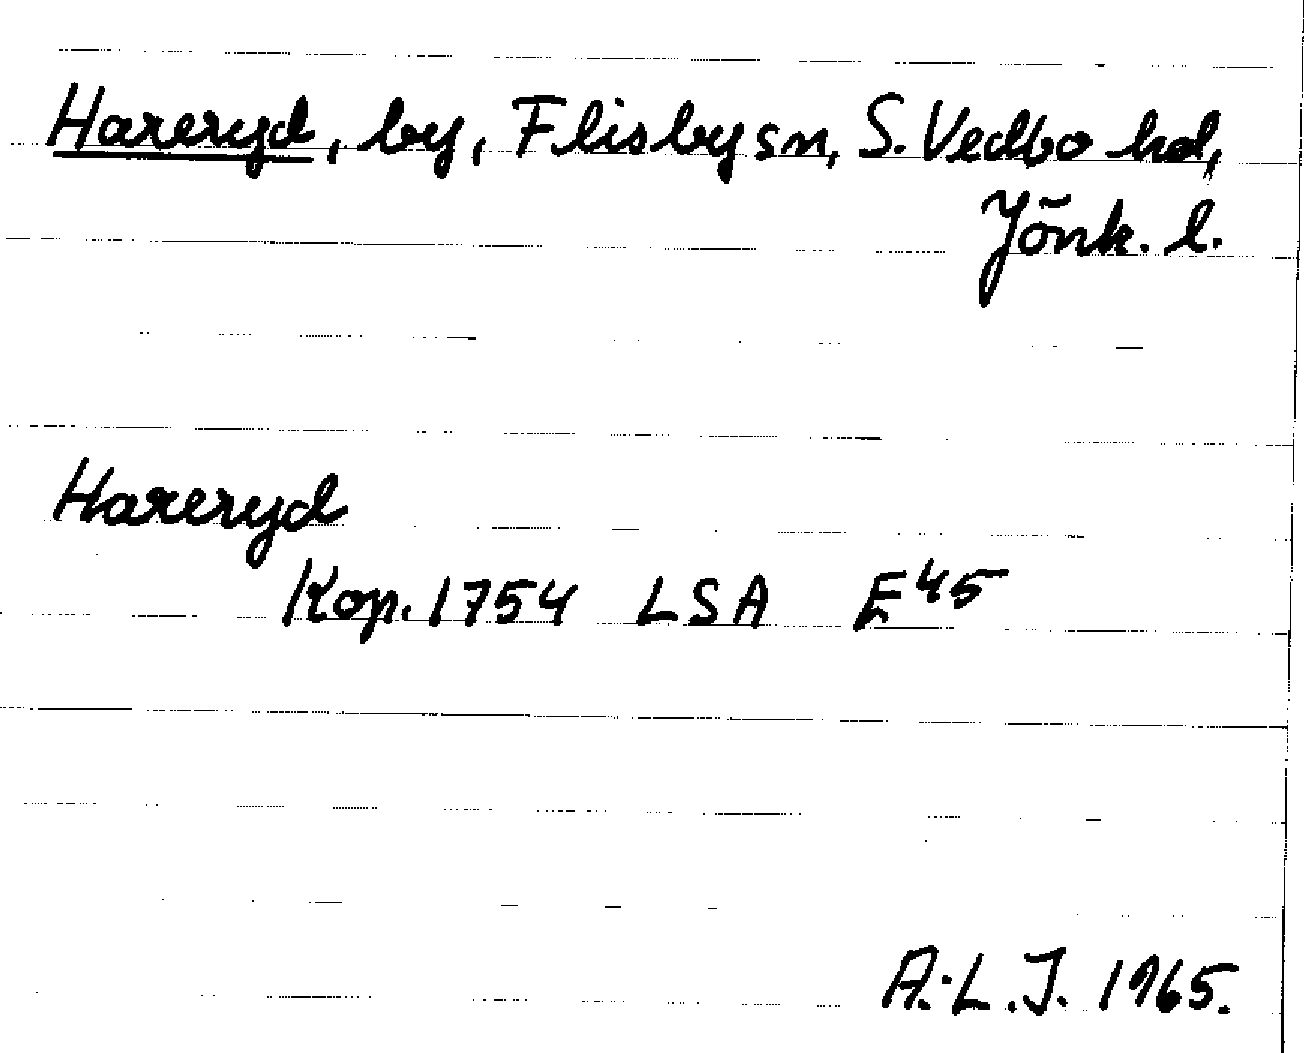 Hareryd, by, Flisby sn, S. Vedbo hd,
Jönk. l.
Hareryd
Kop. 1754 LSA E45
A.-L.J. 1965.